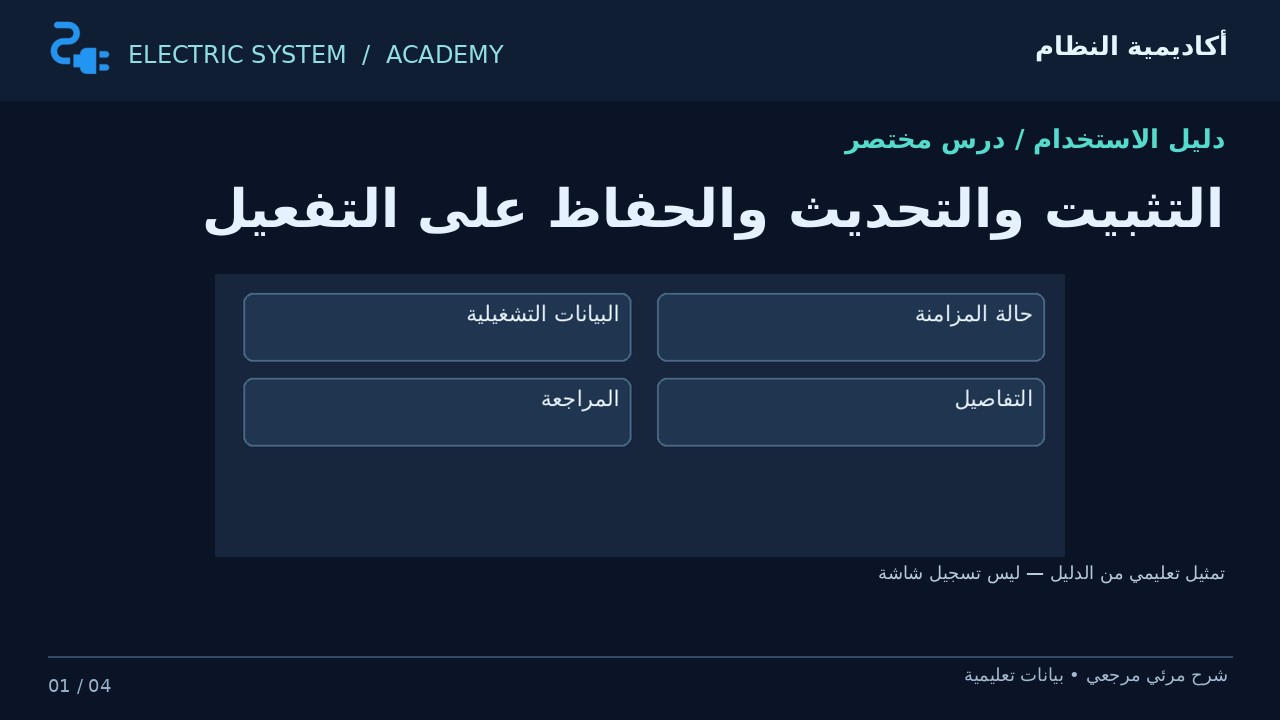 أكاديمية النظام
ELECTRIC SYSTEM / ACADEMY
دليل الاستخدام / درس مختصر
التثبيت والتحديث والحفاظ على التفعيل
حالة المزامنة
البيانات التشغيلية
التفاصيل
المراجعة
تمثيل تعليمي من الدليل — ليس تسجيل شاشة
شرح مرئي مرجعي • بيانات تعليمية
01 / 04